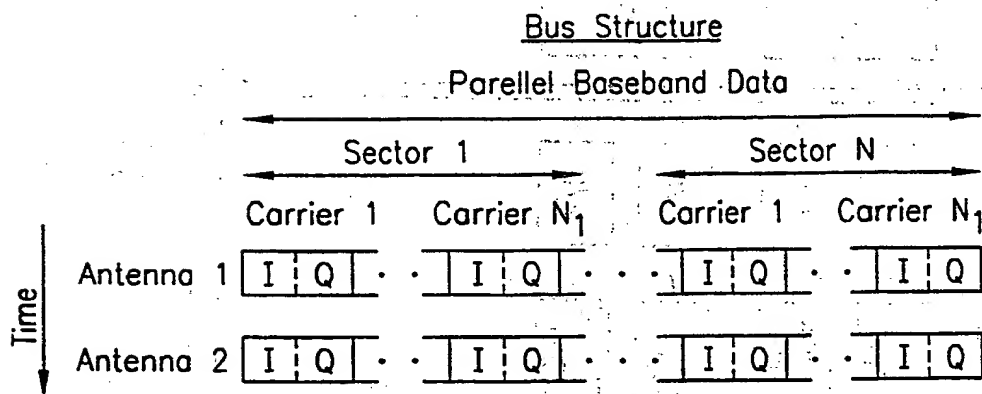 Bus Structure
Parellel Baseband Data
Sector 1 Sector N
Carrier 1 Carrier N₁ Carrier 1 Carrier N₁
Antenna 1 I Q · · I Q · · · I Q · · I Q
Time
Antenna 2 I Q · · I Q · · · I Q · · I Q